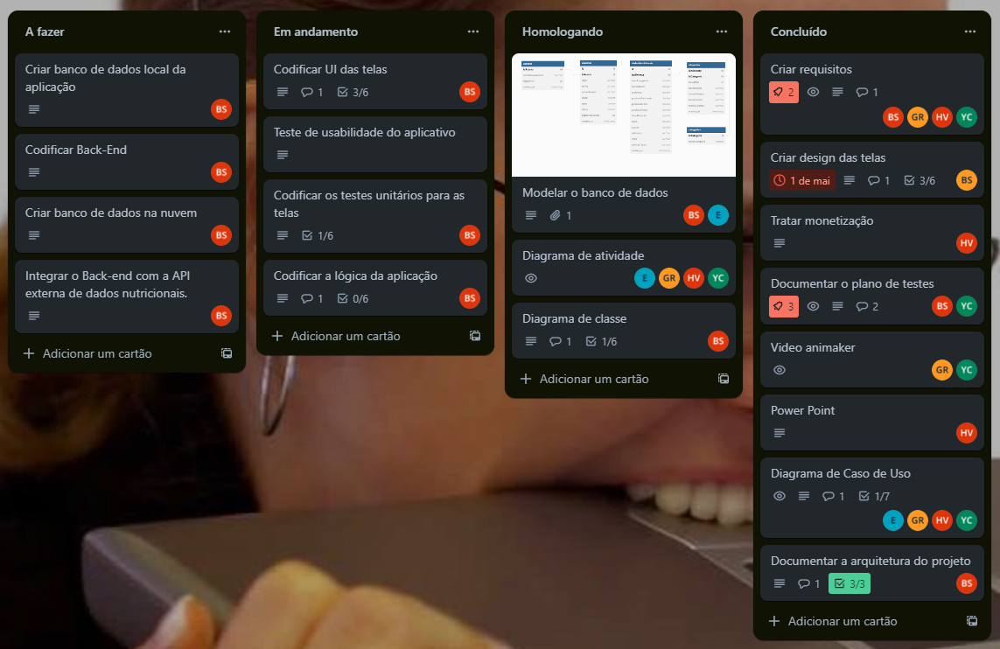 A fazer
Criar banco de dados local da
aplicação
BS
Codificar Back-End
BS
Criar banco de dados na nuvem
BS
Integrar o Back-end com a API
externa de dados nutricionais.
BS
Adicionar um cartão
Em andamento
Codificar UI das telas
1 3/6 BS
Teste de usabilidade do aplicativo
Codificar os testes unitários para as
telas
1/6 BS
Codificar a lógica da aplicação
1 0/6 BS
Adicionar um cartão
Homologando
Modelar o banco de dados
1 BS E
Diagrama de atividade
E GR HV YC
Diagrama de classe
1 1/6 BS
Adicionar um cartão
Concluído
Criar requisitos
2 1
BS GR HV YC
Criar design das telas
1 de mai 1 3/6 BS
Tratar monetização
HV
Documentar o plano de testes
3 2 BS YC
Video animaker
GR YC
Power Point
HV
Diagrama de Caso de Uso
1 1/7
E GR HV YC
Documentar a arquitetura do projeto
1 3/3 BS
Adicionar um cartão